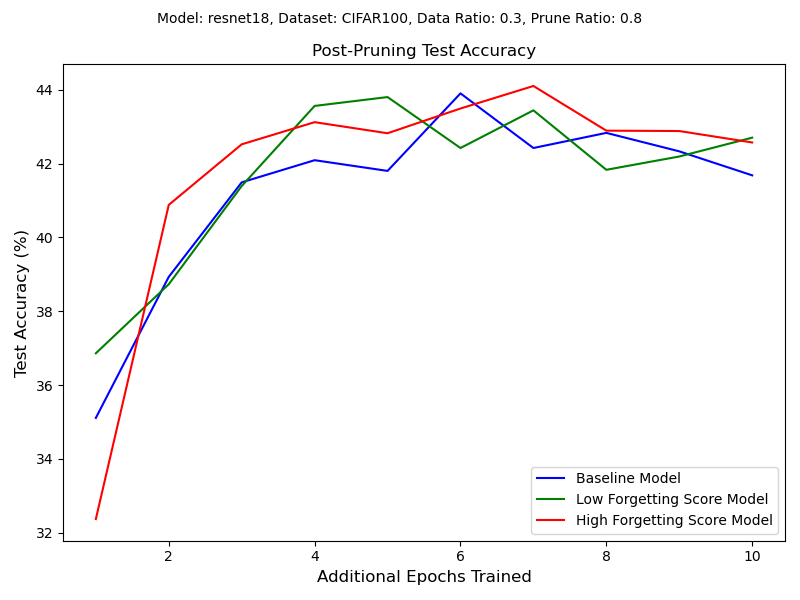 Model: resnet18, Dataset: CIFAR100, Data Ratio: 0.3, Prune Ratio: 0.8
Post-Pruning Test Accuracy
44
42
40
38
36
34
32
Test Accuracy (%)
2 4 6 8 10
Additional Epochs Trained
Baseline Model
Low Forgetting Score Model
High Forgetting Score Model